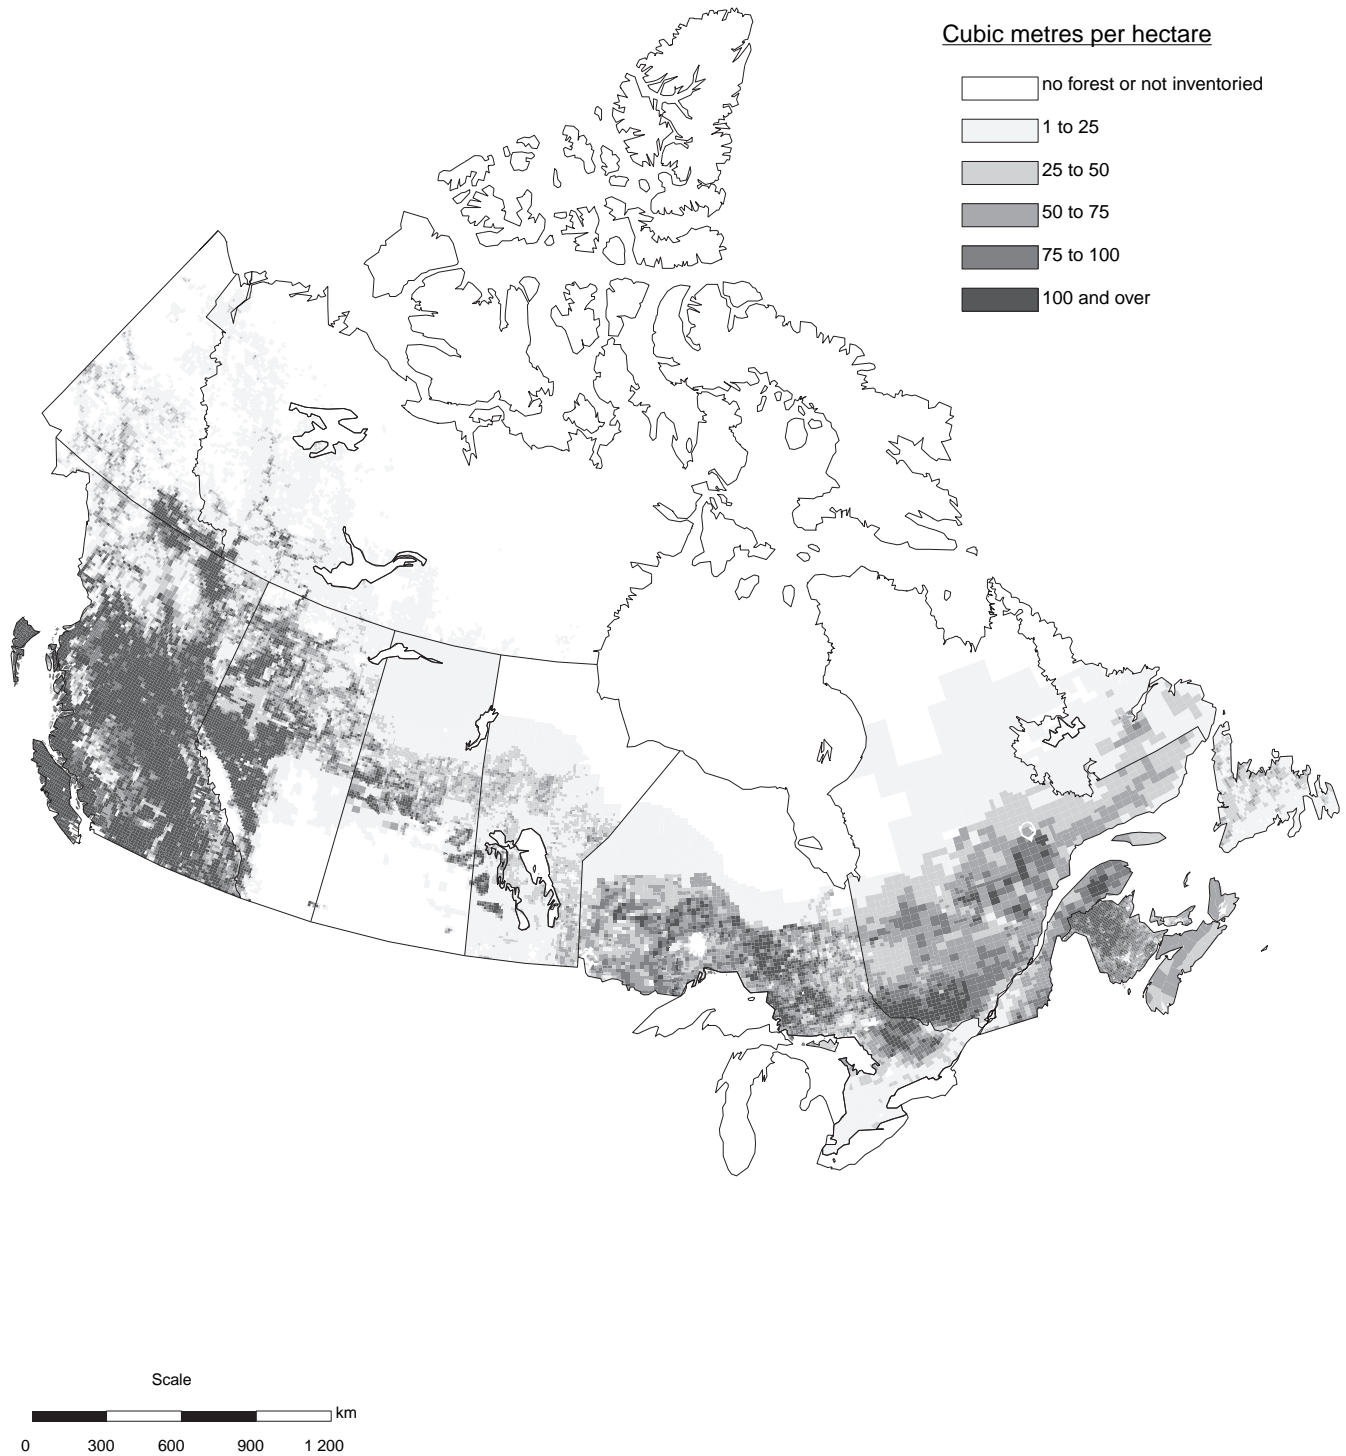 Cubic metres per hectare
no forest or not inventoried
1 to 25
25 to 50
50 to 75
75 to 100
100 and over
Scale
km
0 300 600 900 1 200